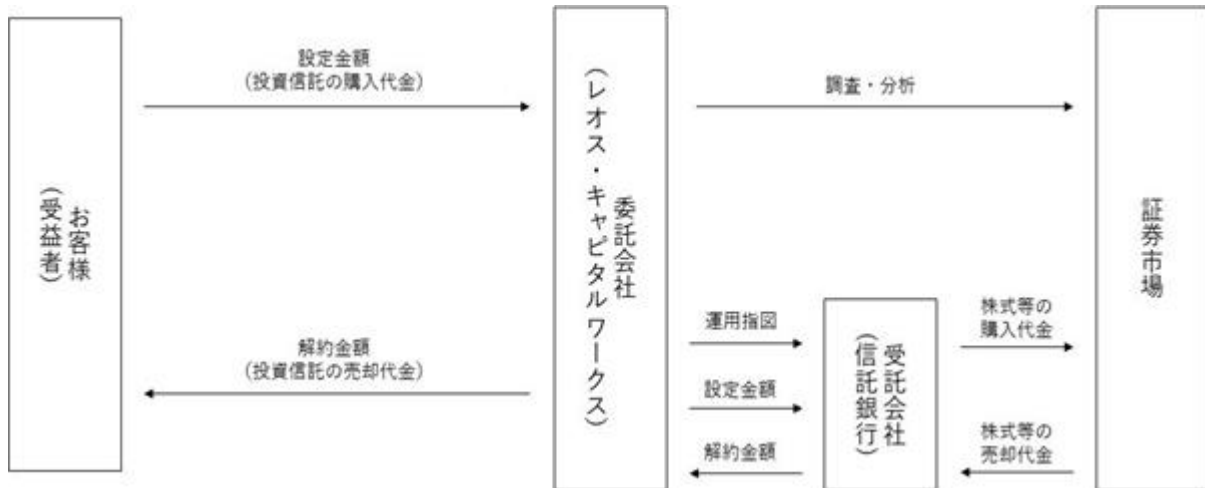 お客様
（受益者）
設定金額
（投資信託の購入代金）
解約金額
（投資信託の売却代金）
委託会社
（レオス・キャピタルワークス）
調査・分析
運用指図
設定金額
解約金額
受託会社
（信託銀行）
株式等の
購入代金
株式等の
売却代金
証券市場